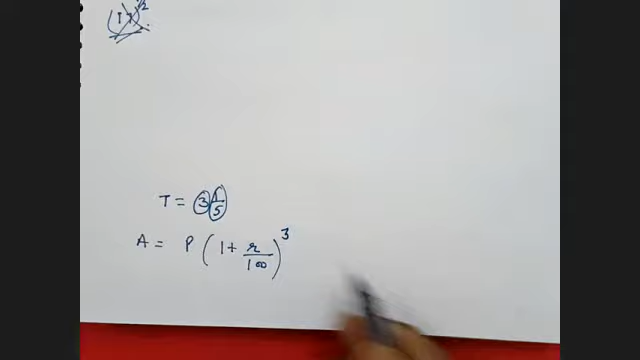 T = 3 1/5
A = P (1 + r/100)^3